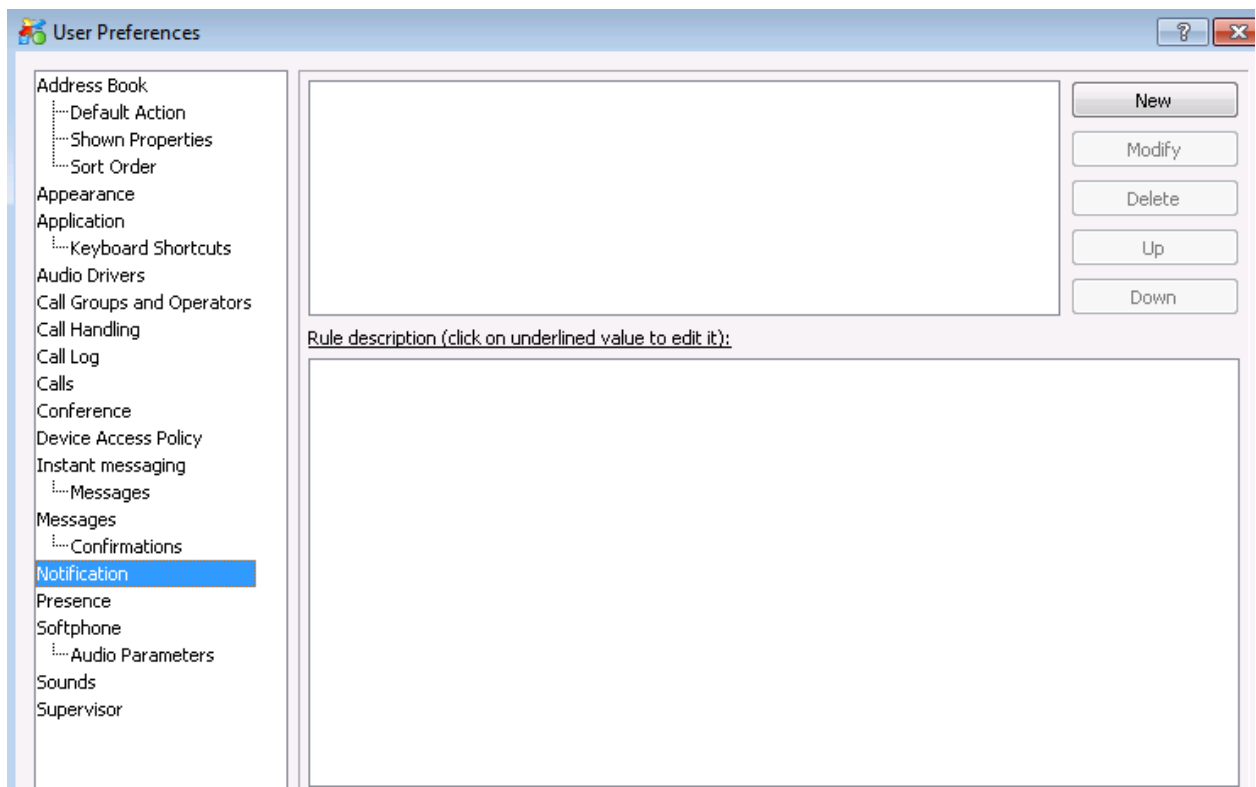 User Preferences
Address Book
Default Action
Shown Properties
Sort Order
Appearance
Application
Keyboard Shortcuts
Audio Drivers
Call Groups and Operators
Call Handling
Call Log
Calls
Conference
Device Access Policy
Instant messaging
Messages
Messages
Confirmations
Notification
Presence
Softphone
Audio Parameters
Sounds
Supervisor
New
Modify
Delete
Up
Down
Rule description (click on underlined value to edit it):